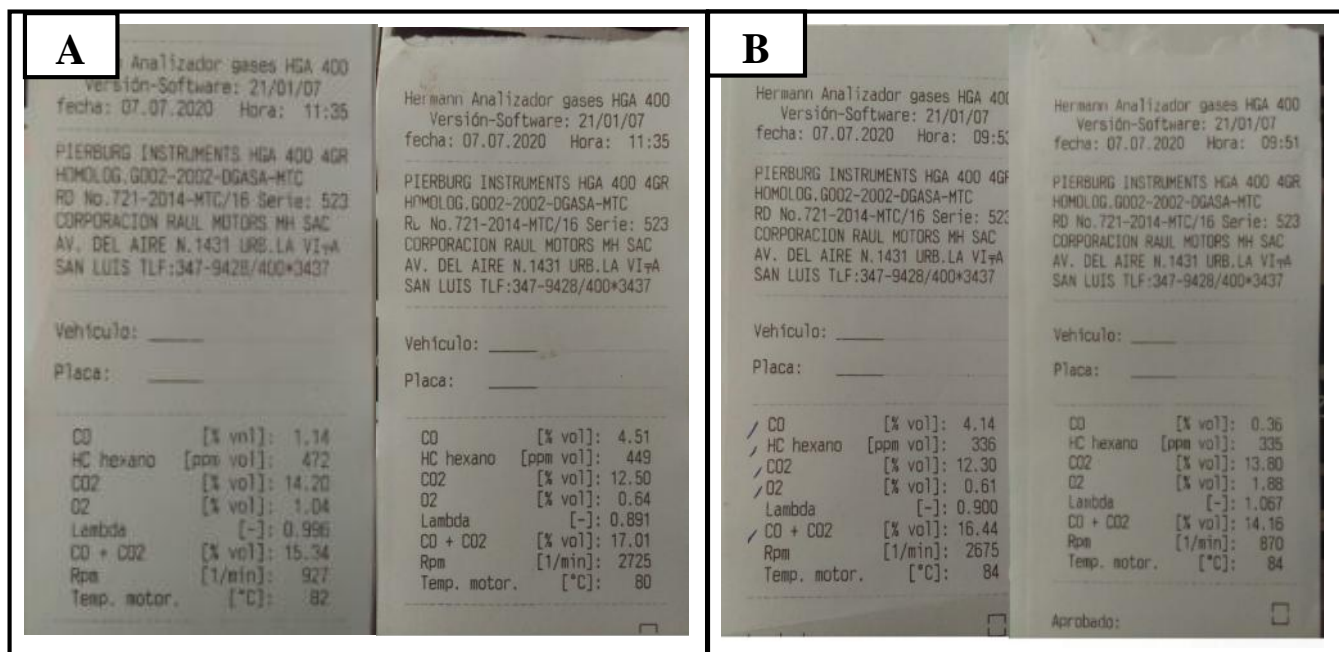 A
Analizador gases HGA 400
Versión-Software: 21/01/07
fecha: 07.07.2020 Hora: 11:35
PIERBURG INSTRUMENTS HGA 400 4GR
HOMOLOG.G002-2002-DGASA-MTC
RD No.721-2014-MTC/16 Serie: 523
CORPORACION RAUL MOTORS MH SAC
AV. DEL AIRE N.1431 URB.LA VI╤A
SAN LUIS TLF:347-9428/400*3437
Vehículo: ____
Placa: ____
CO [% vol]: 1.14
HC hexano [ppm vol]: 472
CO2 [% vol]: 14.20
O2 [% vol]: 1.04
Lambda [-]: 0.996
CO + CO2 [% vol]: 15.34
Rpm [1/min]: 927
Temp. motor. [°C]: 82
Hermann Analizador gases HGA 400
Versión-Software: 21/01/07
fecha: 07.07.2020 Hora: 11:35
PIERBURG INSTRUMENTS HGA 400 4GR
HOMOLOG.G002-2002-DGASA-MTC
RD No.721-2014-MTC/16 Serie: 523
CORPORACION RAUL MOTORS MH SAC
AV. DEL AIRE N.1431 URB.LA VI╤A
SAN LUIS TLF:347-9428/400*3437
Vehículo: ____
Placa: ____
CO [% vol]: 4.51
HC hexano [ppm vol]: 449
CO2 [% vol]: 12.50
O2 [% vol]: 0.64
Lambda [-]: 0.891
CO + CO2 [% vol]: 17.01
Rpm [1/min]: 2725
Temp. motor. [°C]: 80
B
Hermann Analizador gases HGA 400
Versión-Software: 21/01/07
fecha: 07.07.2020 Hora: 09:53
PIERBURG INSTRUMENTS HGA 400 4GR
HOMOLOG.G002-2002-DGASA-MTC
RD No.721-2014-MTC/16 Serie: 523
CORPORACION RAUL MOTORS MH SAC
AV. DEL AIRE N.1431 URB.LA VI╤A
SAN LUIS TLF:347-9428/400*3437
Vehículo: ____
Placa: ____
CO [% vol]: 4.14
HC hexano [ppm vol]: 336
CO2 [% vol]: 12.30
O2 [% vol]: 0.61
Lambda [-]: 0.900
CO + CO2 [% vol]: 16.44
Rpm [1/min]: 2675
Temp. motor. [°C]: 84
Hermann Analizador gases HGA 400
Versión-Software: 21/01/07
fecha: 07.07.2020 Hora: 09:51
PIERBURG INSTRUMENTS HGA 400 4GR
HOMOLOG.G002-2002-DGASA-MTC
RD No.721-2014-MTC/16 Serie: 523
CORPORACION RAUL MOTORS MH SAC
AV. DEL AIRE N.1431 URB.LA VI╤A
SAN LUIS TLF:347-9428/400*3437
Vehículo: ____
Placa: ____
CO [% vol]: 0.36
HC hexano [ppm vol]: 335
CO2 [% vol]: 13.80
O2 [% vol]: 1.88
Lambda [-]: 1.067
CO + CO2 [% vol]: 14.16
Rpm [1/min]: 870
Temp. motor. [°C]: 84
Aprobado: